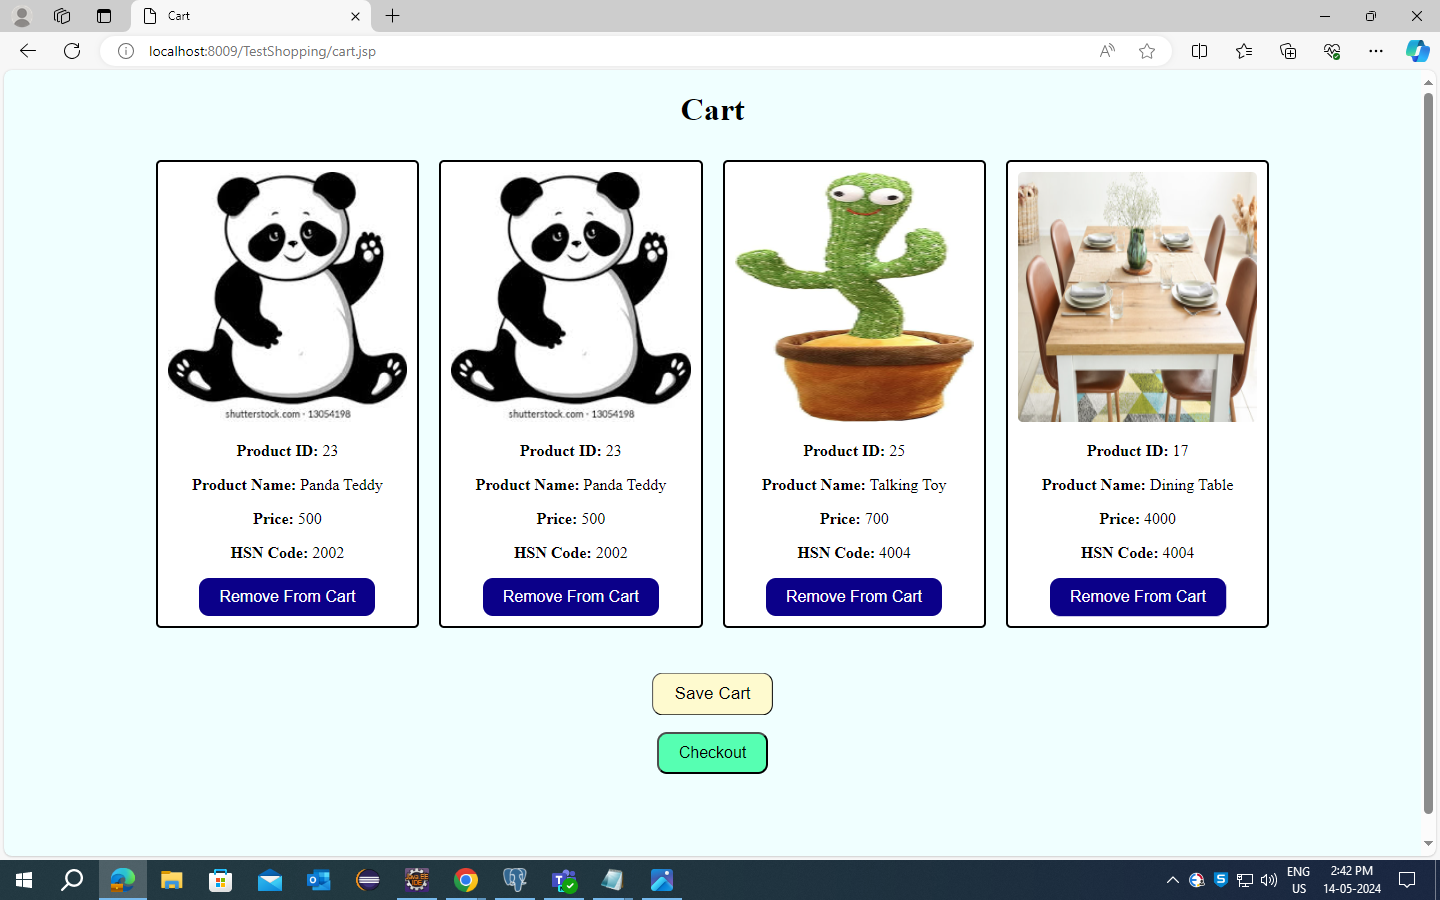 Cart
localhost:8009/TestShopping/cart.jsp
Cart
shutterstock.com · 13054198
Product ID: 23
Product Name: Panda Teddy
Price: 500
HSN Code: 2002
Remove From Cart
shutterstock.com · 13054198
Product ID: 23
Product Name: Panda Teddy
Price: 500
HSN Code: 2002
Remove From Cart
Product ID: 25
Product Name: Talking Toy
Price: 700
HSN Code: 4004
Remove From Cart
Product ID: 17
Product Name: Dining Table
Price: 4000
HSN Code: 4004
Remove From Cart
Save Cart
Checkout
ENG
US
2:42 PM
14-05-2024